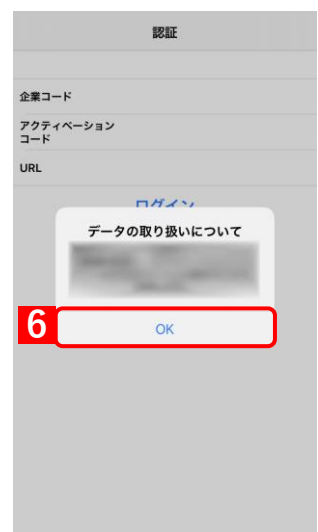 認証
企業コード
アクティベーション
コード
URL
ログイン
データの取り扱いについて
6
OK